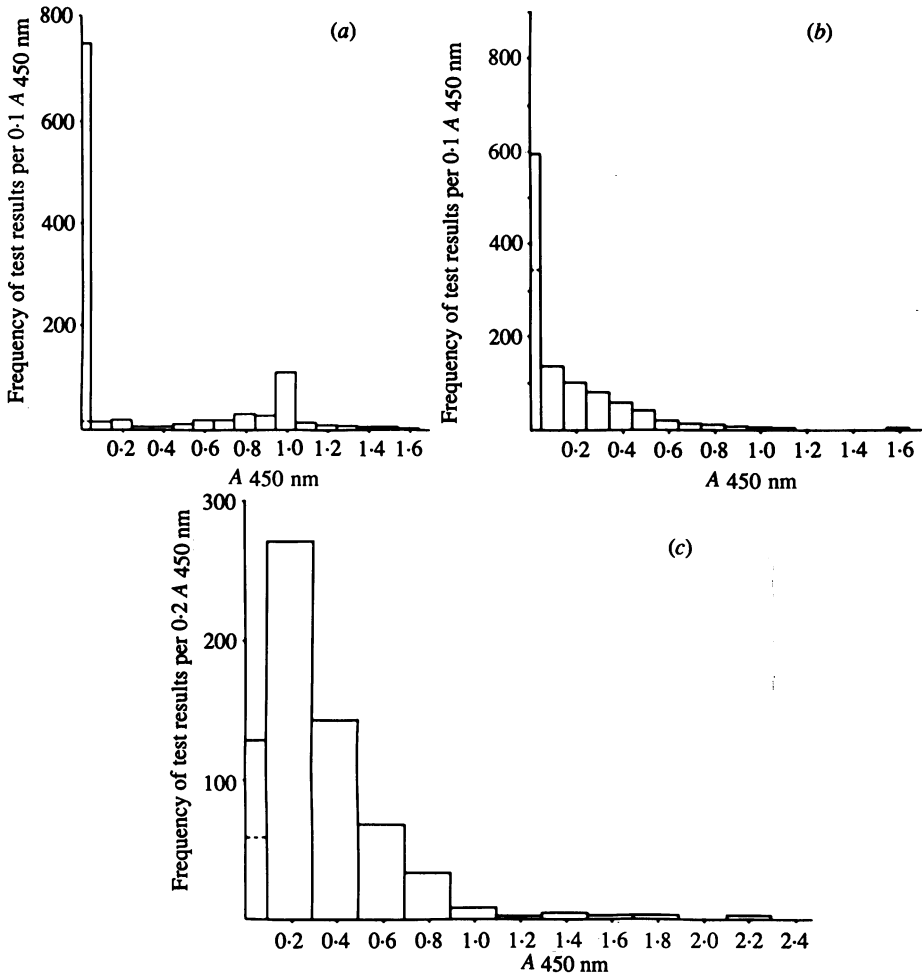 (a)
Frequency of test results per 0·1 A 450 nm
800
600
400
200
0·2 0·4 0·6 0·8 1·0 1·2 1·4 1·6
A 450 nm
(b)
Frequency of test results per 0·1 A 450 nm
800
600
400
200
0·2 0·4 0·6 0·8 1·0 1·2 1·4 1·6
A 450 nm
(c)
Frequency of test results per 0·2 A 450 nm
300
200
100
0·2 0·4 0·6 0·8 1·0 1·2 1·4 1·6 1·8 2·0 2·2 2·4
A 450 nm